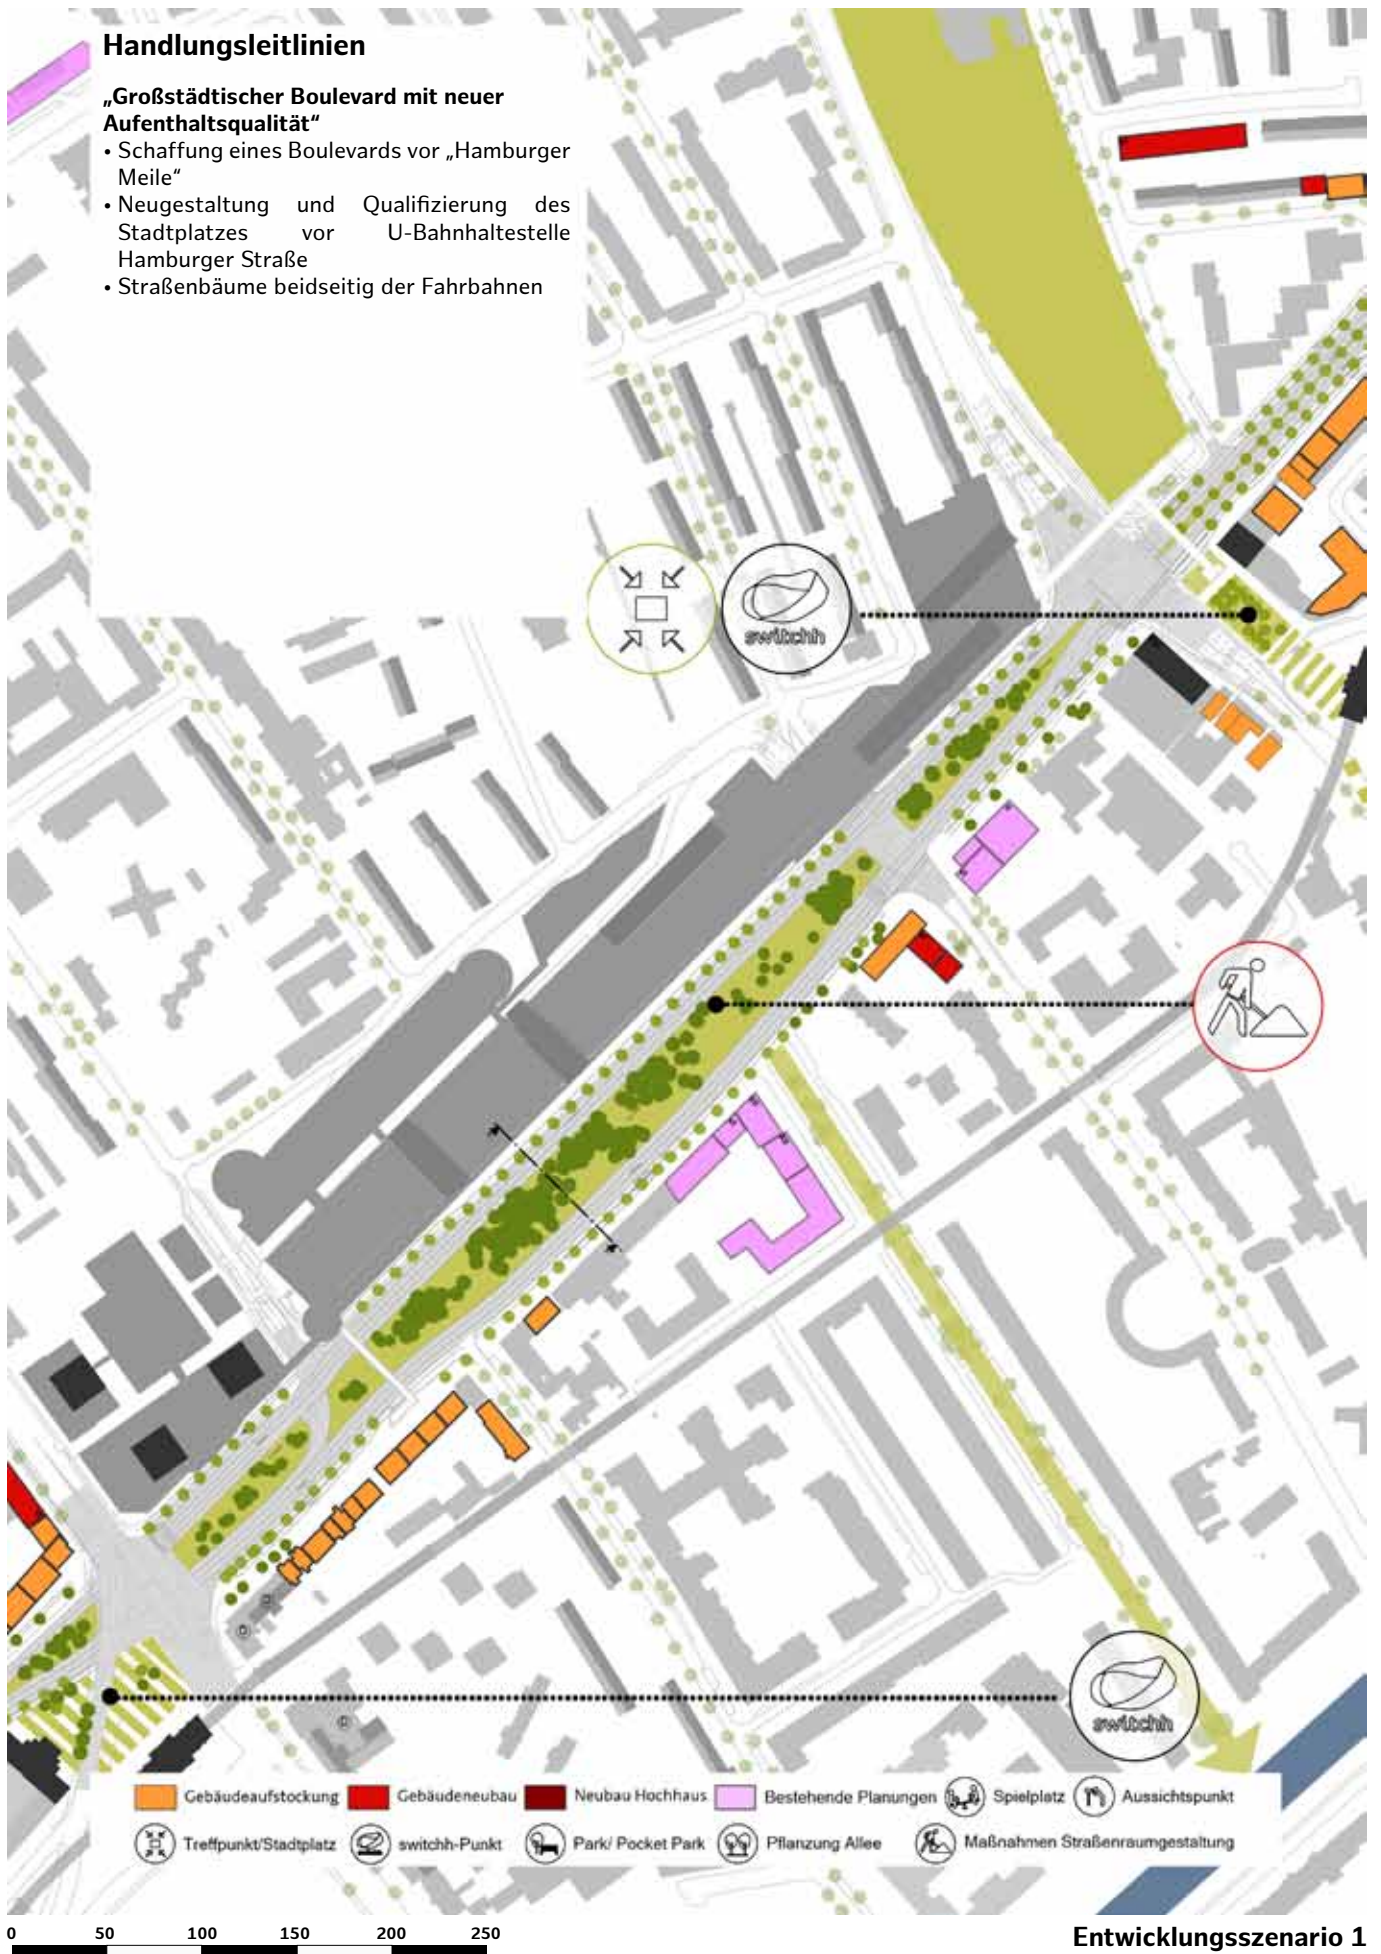 Handlungsleitlinien
„Großstädtischer Boulevard mit neuer
Aufenthaltsqualität“
• Schaffung eines Boulevards vor „Hamburger
Meile“
• Neugestaltung und Qualifizierung des
Stadtplatzes vor U-Bahnhaltestelle
Hamburger Straße
• Straßenbäume beidseitig der Fahrbahnen
switchh
switchh
Gebäudeaufstockung Gebäudeneubau Neubau Hochhaus Bestehende Planungen Spielplatz Aussichtspunkt
Treffpunkt/Stadtplatz switchh-Punkt Park/ Pocket Park Pflanzung Allee Maßnahmen Straßenraumgestaltung
0 50 100 150 200 250
Entwicklungsszenario 1